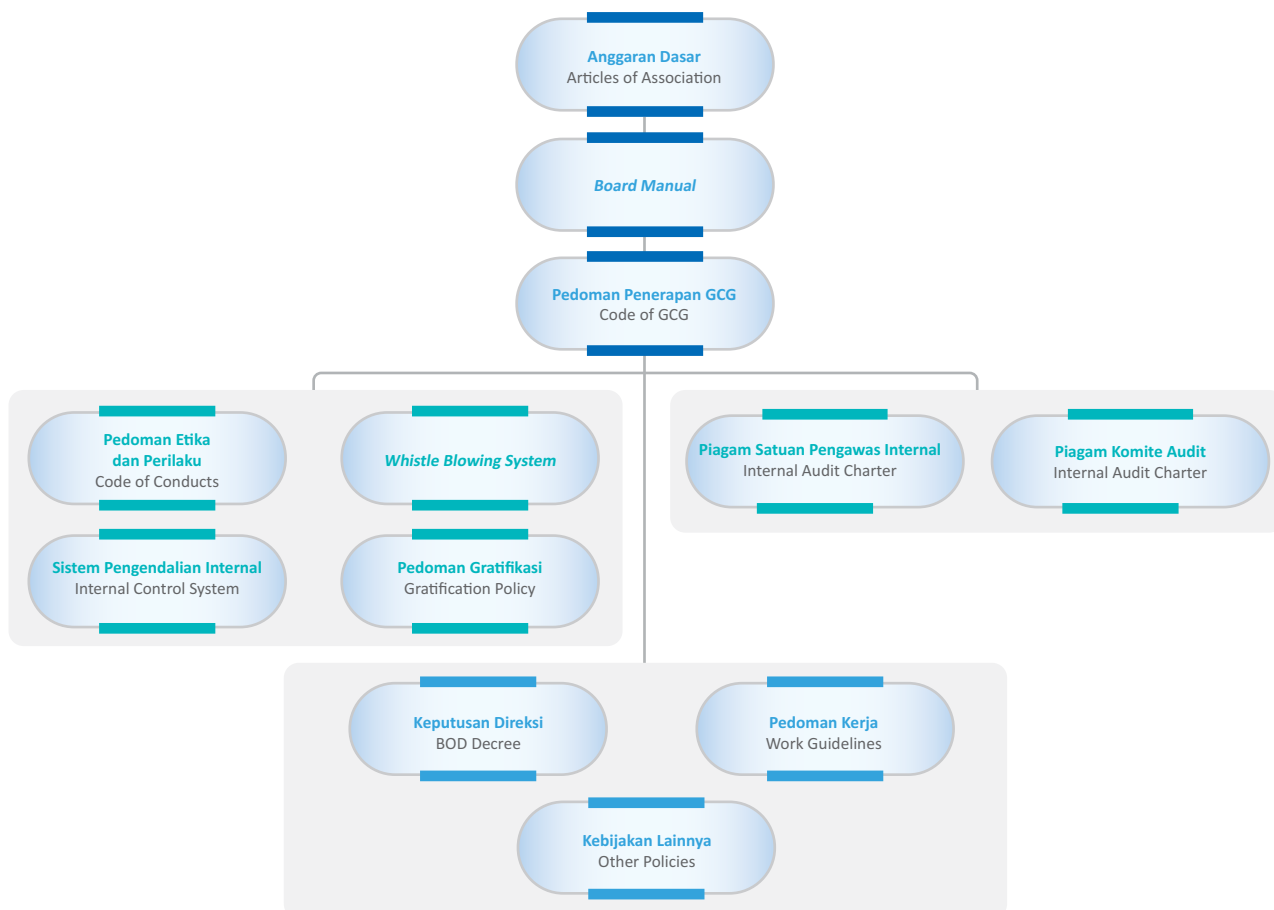 Anggaran Dasar
Articles of Association
Board Manual
Pedoman Penerapan GCG
Code of GCG
Pedoman Etika
dan Perilaku
Code of Conducts
Whistle Blowing System
Sistem Pengendalian Internal
Internal Control System
Pedoman Gratifikasi
Gratification Policy
Piagam Satuan Pengawas Internal
Internal Audit Charter
Piagam Komite Audit
Internal Audit Charter
Keputusan Direksi
BOD Decree
Pedoman Kerja
Work Guidelines
Kebijakan Lainnya
Other Policies